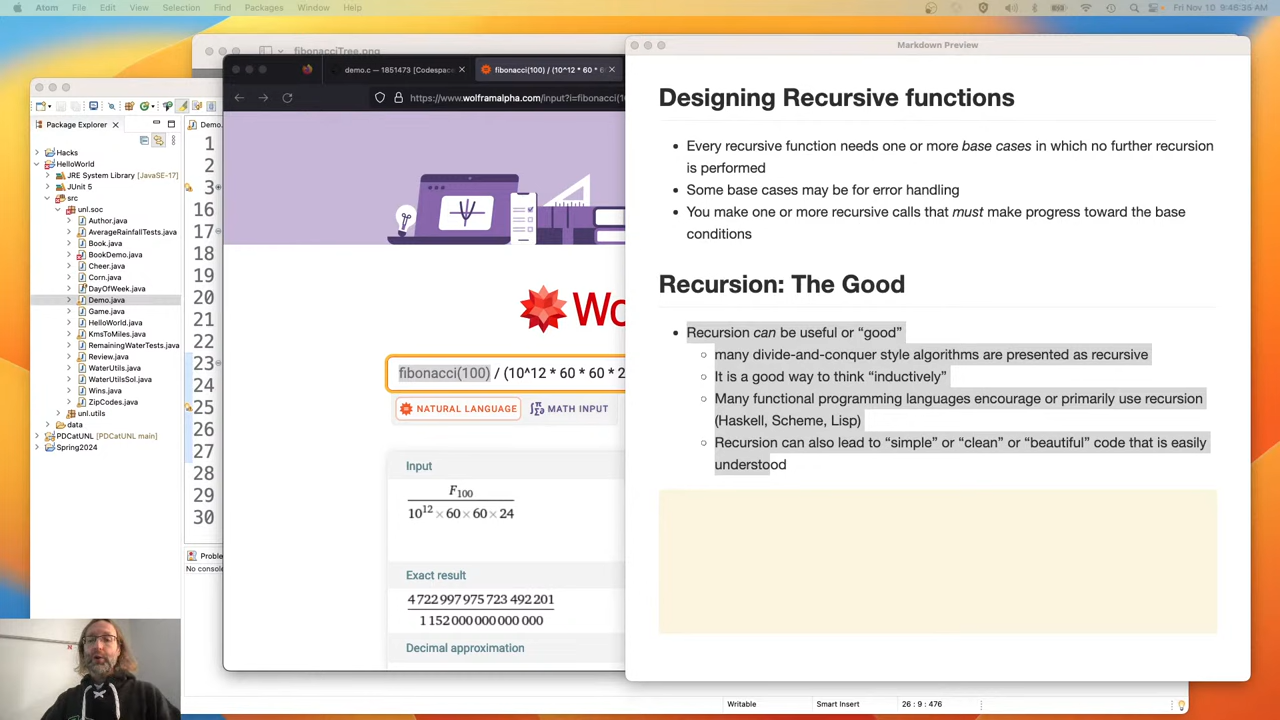 Atom File Edit View Selection Find Packages Window Help
Fri Nov 10 9:46:35 AM
fibonacciTree.png
Markdown Preview
demo.c — 1851473 [Codespac
fibonacci(100) / (10^12 * 60 * 6
https://www.wolframalpha.com/input?i=fibonacci(10
Package Explorer
Hacks
HelloWorld
JRE System Library [JavaSE-17]
JUnit 5
src
unl.soc
Author.java
AverageRainfallTests.java
Book.java
BookDemo.java
Cheer.java
Corn.java
DayOfWeek.java
Demo.java
Game.java
HelloWorld.java
KmsToMiles.java
RemainingWaterTests.java
Review.java
WaterUtils.java
WaterUtilsSol.java
Wins.java
ZipCodes.java
unl.utils
data
PDCatUNL [PDCatUNL main]
Spring2024
Demo.
1
2
3
16
17
18
19
20
21
22
23
24
25
26
27
28
29
30
Proble
No console
Wo
fibonacci(100) / (10^12 * 60 * 60 * 2
NATURAL LANGUAGE
MATH INPUT
Input
F100
10^12 × 60 × 60 × 24
Exact result
4 722 997 975 723 492 201
1 152 000 000 000 000
Decimal approximation
Designing Recursive functions
• Every recursive function needs one or more base cases in which no further recursion
is performed
• Some base cases may be for error handling
• You make one or more recursive calls that must make progress toward the base
conditions
Recursion: The Good
• Recursion can be useful or “good”
◦ many divide-and-conquer style algorithms are presented as recursive
◦ It is a good way to think “inductively”
◦ Many functional programming languages encourage or primarily use recursion
(Haskell, Scheme, Lisp)
◦ Recursion can also lead to “simple” or “clean” or “beautiful” code that is easily
understood
Writable
Smart Insert
26 : 9 : 476